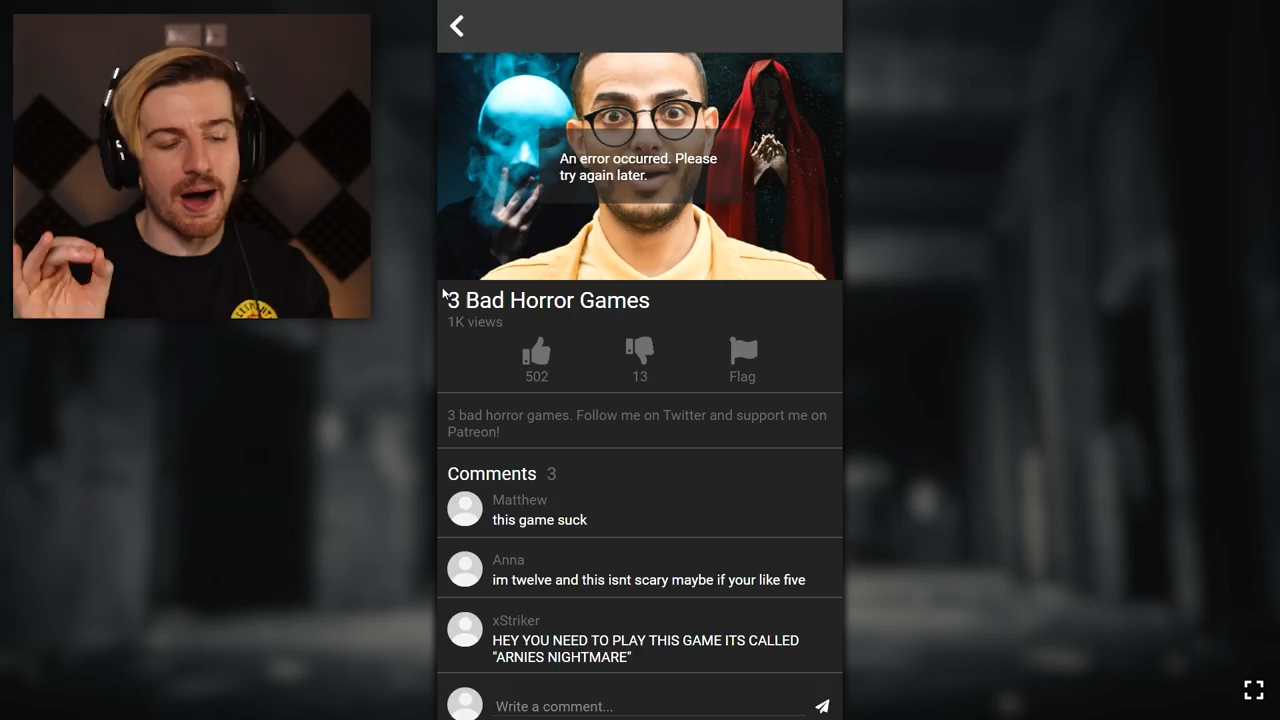 An error occurred. Please
try again later.
3 Bad Horror Games
1K views
502
13
Flag
3 bad horror games. Follow me on Twitter and support me on
Patreon!
Comments 3
Matthew
this game suck
Anna
im twelve and this isnt scary maybe if your like five
xStriker
HEY YOU NEED TO PLAY THIS GAME ITS CALLED
"ARNIES NIGHTMARE"
Write a comment...